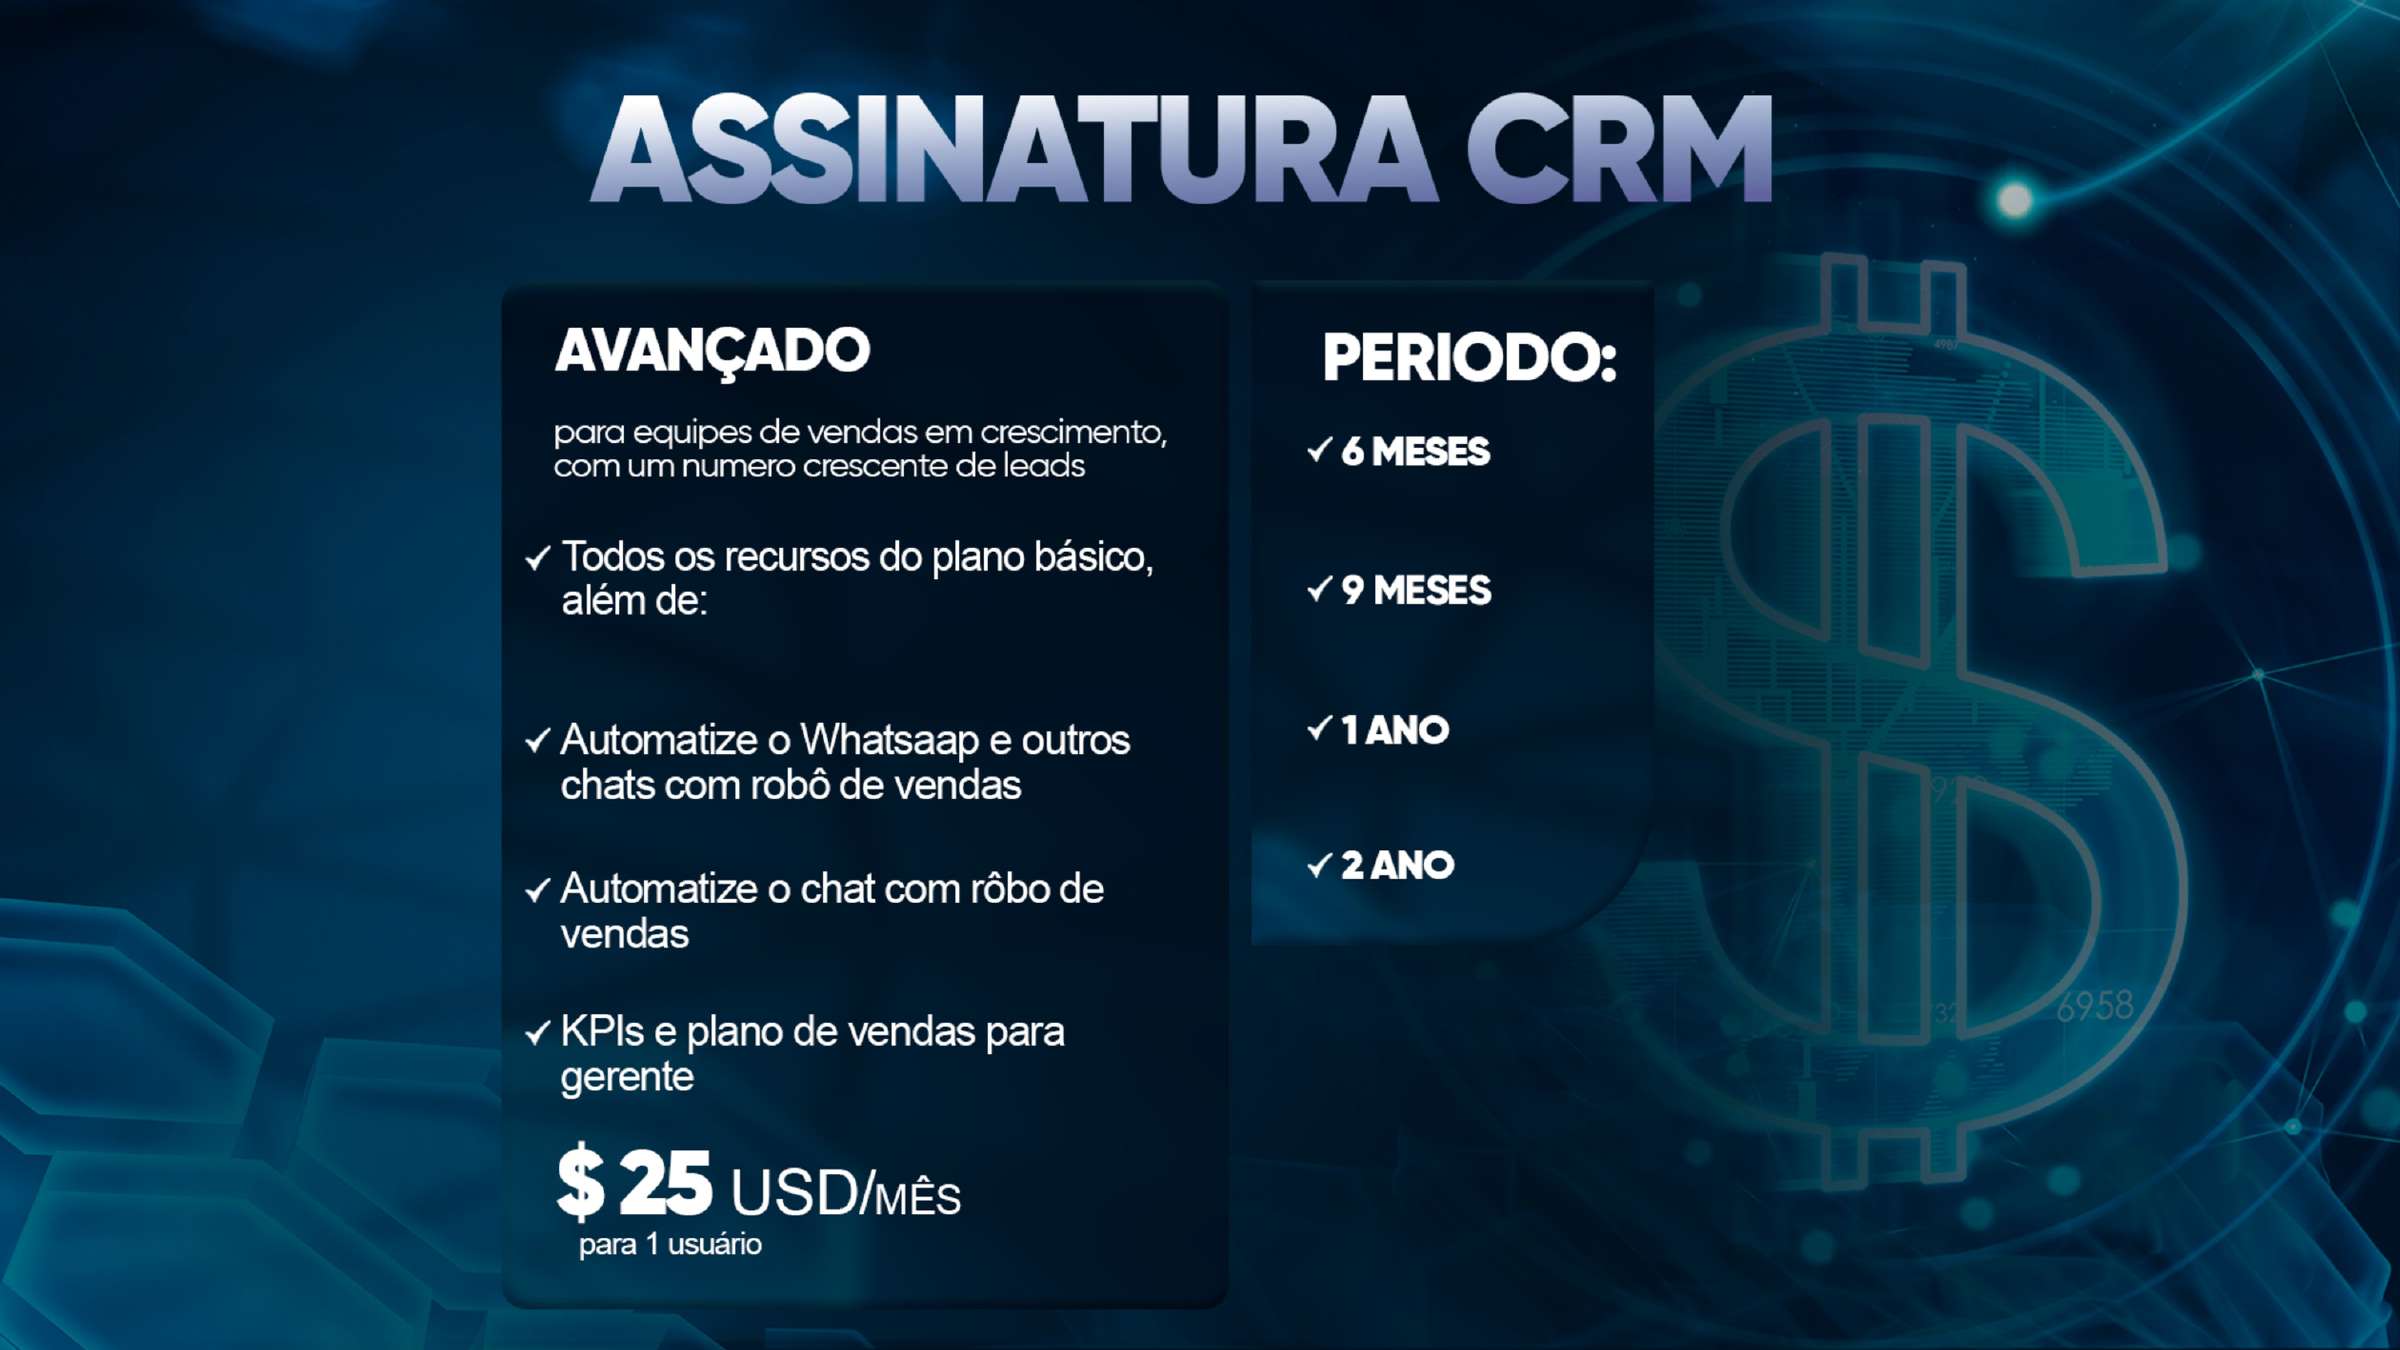 ASSINATURA CRM
AVANÇADO
para equipes de vendas em crescimento,
com um numero crescente de leads
✓ Todos os recursos do plano básico,
além de:
✓ Automatize o Whatsaap e outros
chats com robô de vendas
✓ Automatize o chat com rôbo de
vendas
✓ KPIs e plano de vendas para
gerente
$ 25 USD/MÊS
para 1 usuário
PERIODO:
✓ 6 MESES
✓ 9 MESES
✓ 1 ANO
✓ 2 ANO
6958